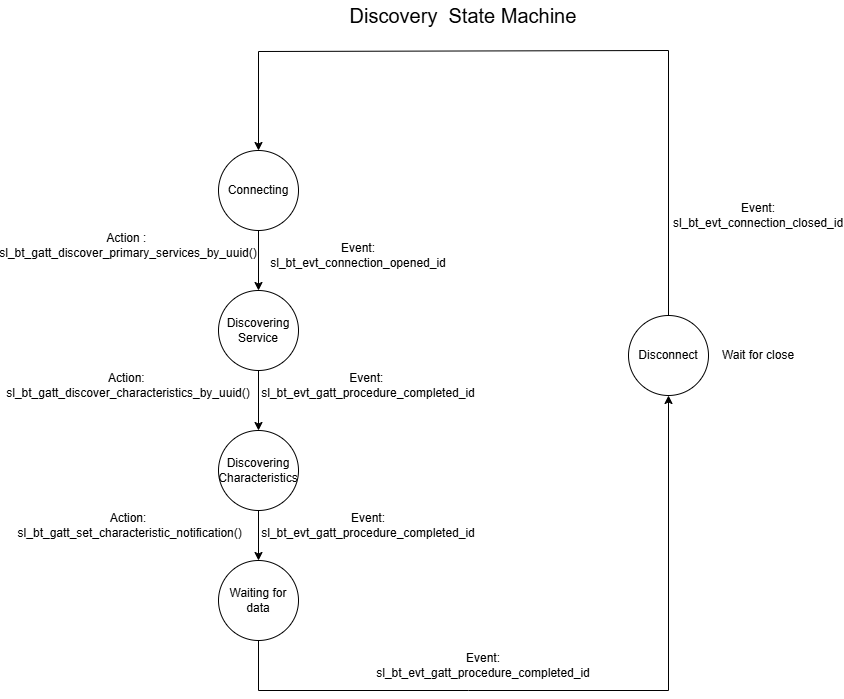 Discovery  State Machine
Connecting
Action :
sl_bt_gatt_discover_primary_services_by_uuid()
Event:
sl_bt_evt_connection_opened_id
Event:
sl_bt_evt_connection_closed_id
Discovering
Service
Disconnect
Wait for close
Action:
sl_bt_gatt_discover_characteristics_by_uuid()
Event:
sl_bt_evt_gatt_procedure_completed_id
Discovering
Characteristics
Action:
sl_bt_gatt_set_characteristic_notification()
Event:
sl_bt_evt_gatt_procedure_completed_id
Waiting for
data
Event:
sl_bt_evt_gatt_procedure_completed_id